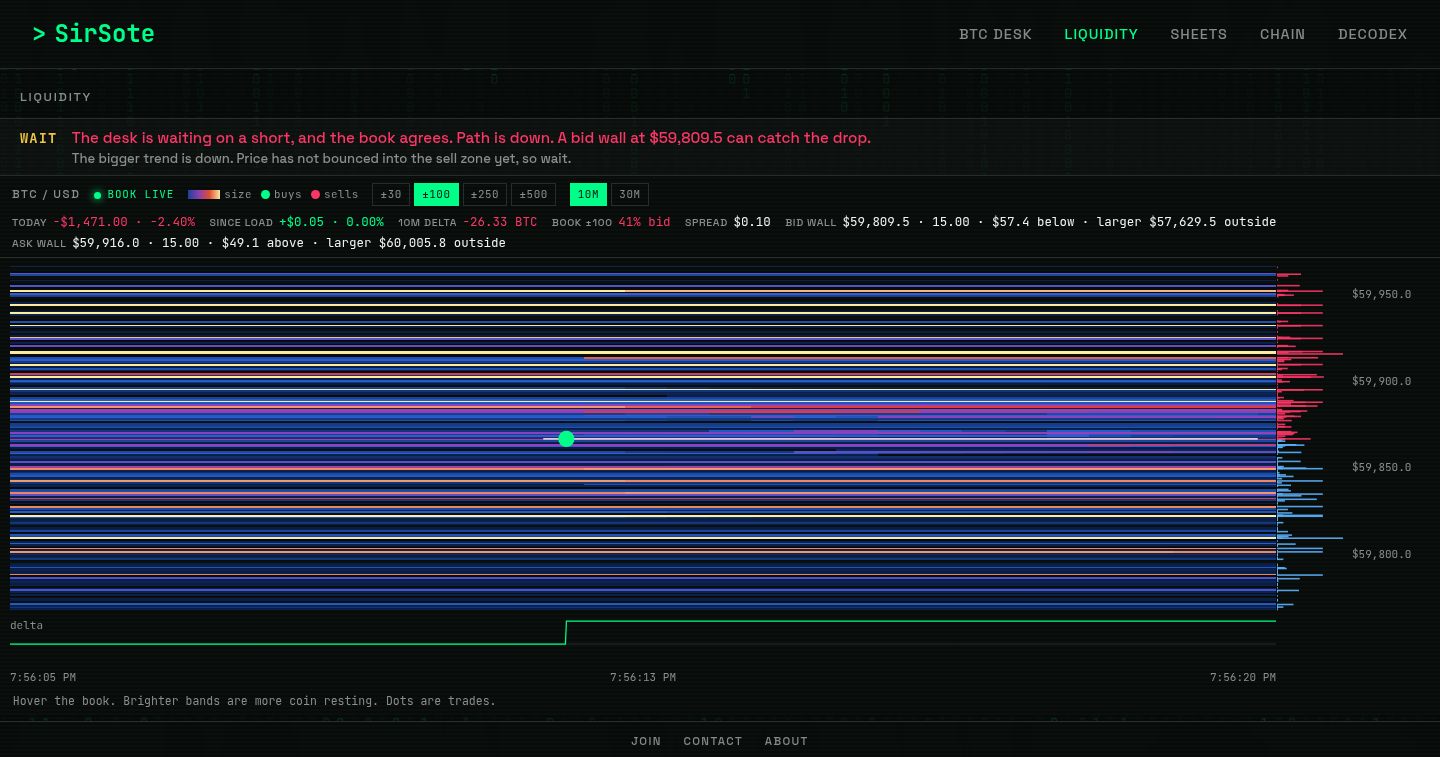 > SirSote
BTC DESK LIQUIDITY SHEETS CHAIN DECODEX
LIQUIDITY
WAIT The desk is waiting on a short, and the book agrees. Path is down. A bid wall at $59,809.5 can catch the drop.
The bigger trend is down. Price has not bounced into the sell zone yet, so wait.
BTC / USD BOOK LIVE size buys sells ±30 ±100 ±250 ±500 10M 30M
TODAY -$1,471.00 · -2.40% SINCE LOAD +$0.05 · 0.00% 10M DELTA -26.33 BTC BOOK ±100 41% bid SPREAD $0.10 BID WALL $59,809.5 · 15.00 · $57.4 below · larger $57,629.5 outside
ASK WALL $59,916.0 · 15.00 · $49.1 above · larger $60,005.8 outside
$59,950.0
$59,900.0
$59,850.0
$59,800.0
delta
7:56:05 PM 7:56:13 PM 7:56:20 PM
Hover the book. Brighter bands are more coin resting. Dots are trades.
JOIN CONTACT ABOUT